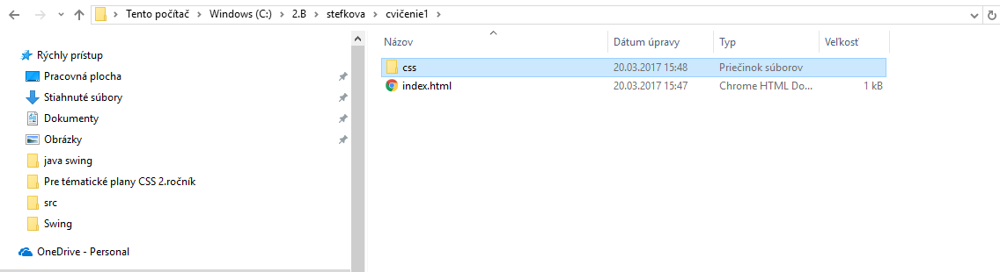 Tento počítač > Windows (C:) > 2.B > stefkova > cvičenie1 >
Rýchly prístup
Pracovná plocha
Stiahnuté súbory
Dokumenty
Obrázky
java swing
Pre tématické plany CSS 2.ročník
src
Swing
OneDrive - Personal
Názov Dátum úpravy Typ Veľkosť
css 20.03.2017 15:48 Priečinok súborov
index.html 20.03.2017 15:47 Chrome HTML Do... 1 kB